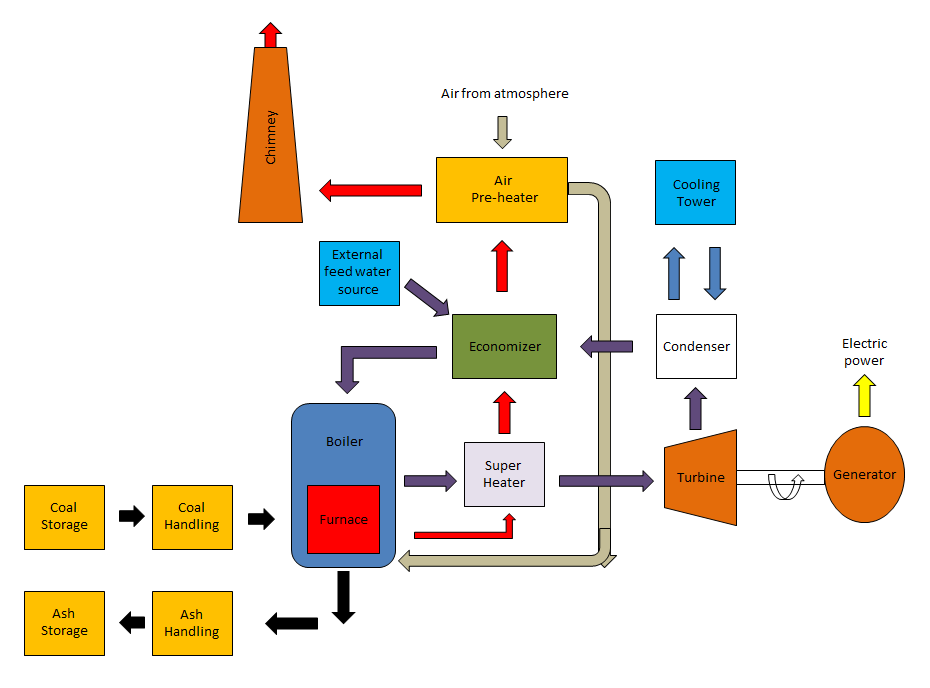 Chimney
Air from atmosphere
Air
Pre-heater
Cooling
Tower
External
feed water
source
Economizer
Condenser
Electric
power
Boiler
Super
Heater
Turbine
Generator
Coal
Storage
Coal
Handling
Furnace
Ash
Storage
Ash
Handling